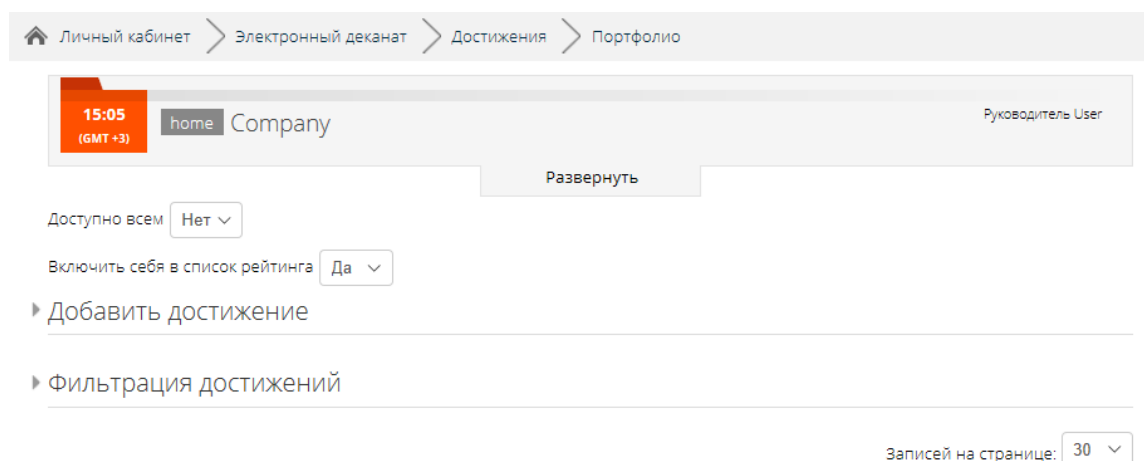 Личный кабинет Электронный деканат Достижения Портфолио
15:05
(GMT +3)
home Company
Руководитель User
Развернуть
Доступно всем Нет
Включить себя в список рейтинга Да
Добавить достижение
Фильтрация достижений
Записей на странице: 30